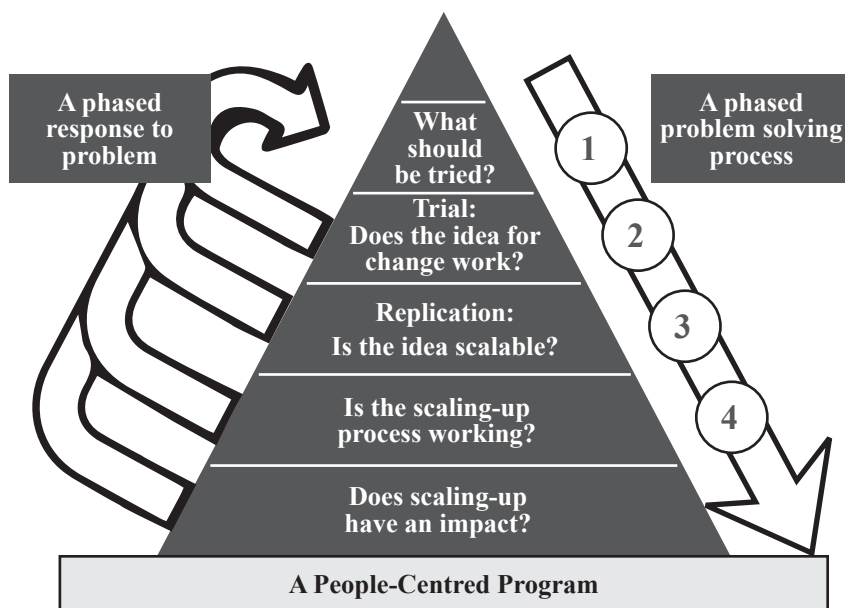 A phased
response to
problem
What
should
be tried?
Trial:
Does the idea for
change work?
Replication:
Is the idea scalable?
Is the scaling-up
process working?
Does scaling-up
have an impact?
A phased
problem solving
process
1
2
3
4
A People-Centred Program